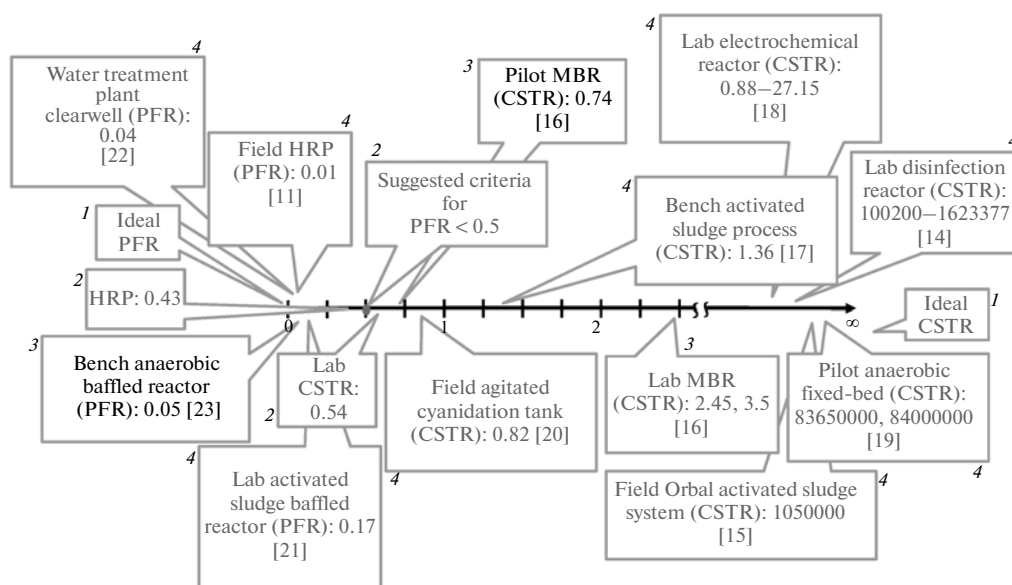 4
Water treatment
plant
clearwell (PFR):
0.04
[22]
4
Field HRP
(PFR): 0.01
[11]
1
Ideal
PFR
2
HRP: 0.43
3
Bench anaerobic
baffled reactor
(PFR): 0.05 [23]
2
Suggested criteria
for
PFR < 0.5
3
Pilot MBR
(CSTR): 0.74
[16]
4
Lab electrochemical
reactor (CSTR):
0.88–27.15
[18]
4
Bench activated
sludge process
(CSTR): 1.36 [17]
4
Lab disinfection
reactor (CSTR):
100200–1623377
[14]
1
Ideal
CSTR
0 1 2 ∞
2
Lab
CSTR:
0.54
4
Lab activated
sludge baffled
reactor (PFR): 0.17
[21]
4
Field agitated
cyanidation tank
(CSTR): 0.82 [20]
3
Lab MBR
(CSTR): 2.45, 3.5
[16]
4
Pilot anaerobic
fixed-bed (CSTR):
83650000, 84000000
[19]
4
Field Orbal activated sludge
system (CSTR): 1050000
[15]